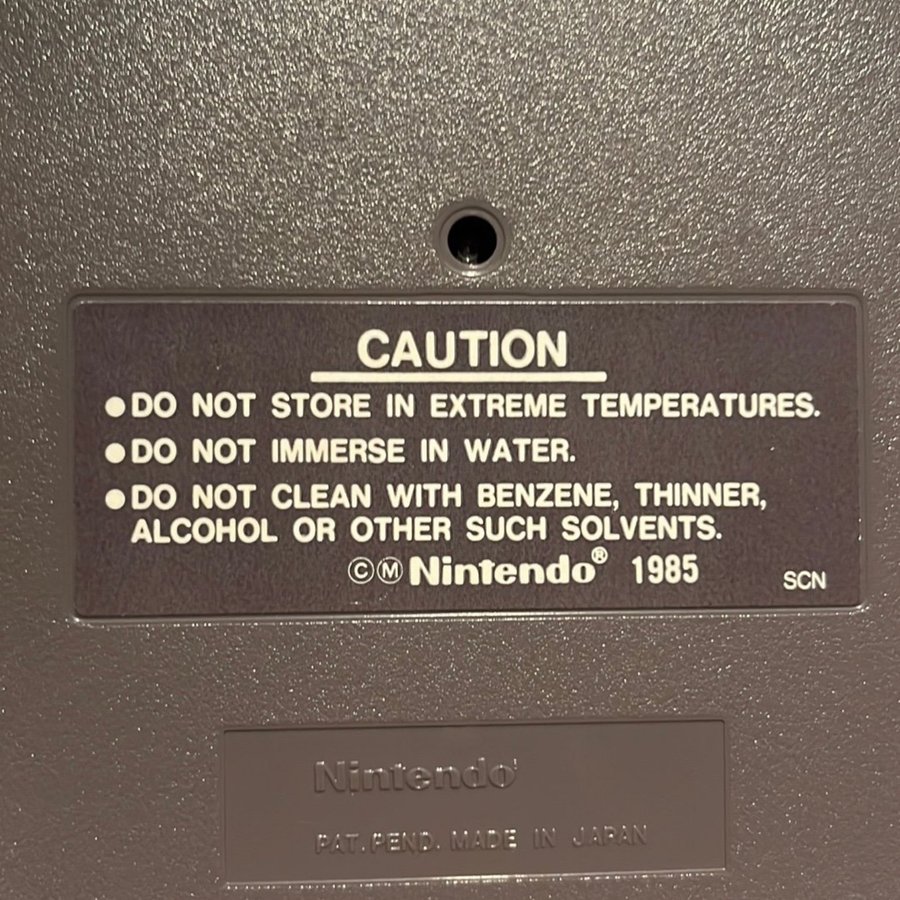 CAUTION
●DO NOT STORE IN EXTREME TEMPERATURES.
●DO NOT IMMERSE IN WATER.
●DO NOT CLEAN WITH BENZENE, THINNER,
ALCOHOL OR OTHER SUCH SOLVENTS.
ⒸⓂNintendo® 1985
SCN
Nintendo
PAT. PEND. MADE IN JAPAN